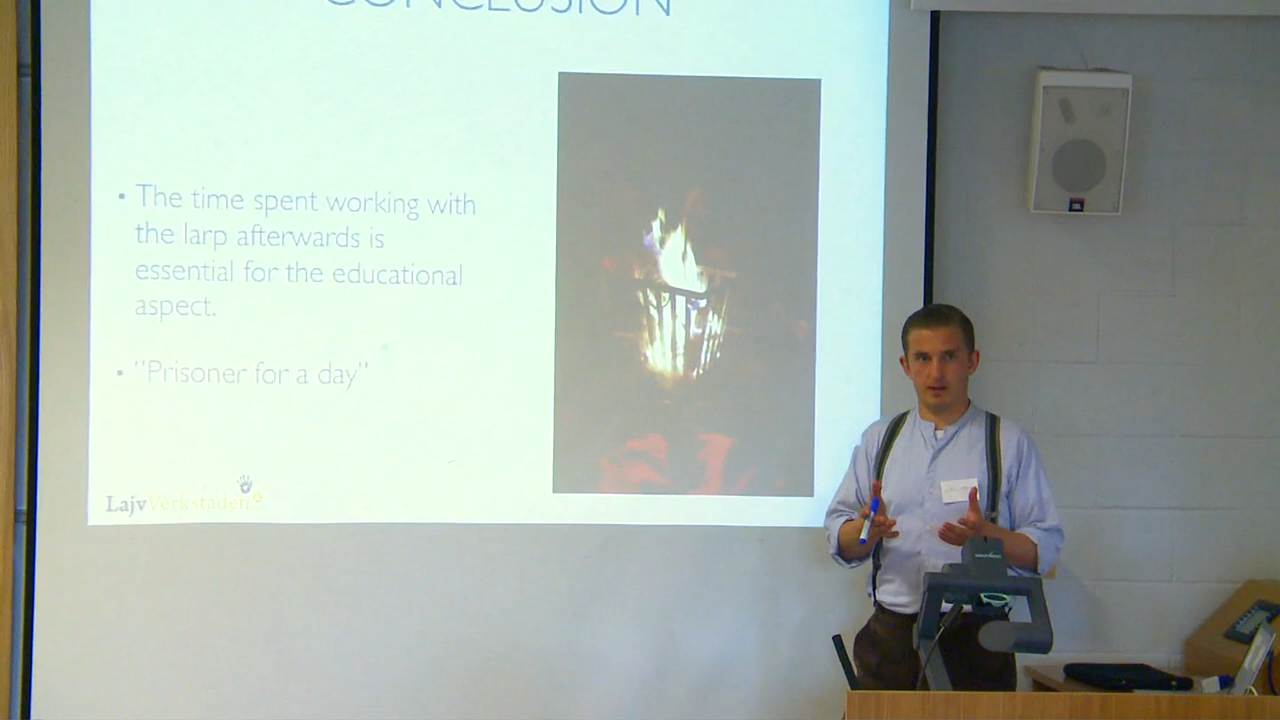 CONCLUSION
• The time spent working with
the larp afterwards is
essential for the educational
aspect.
• "Prisoner for a day"
LajvVerkstaden
JBL